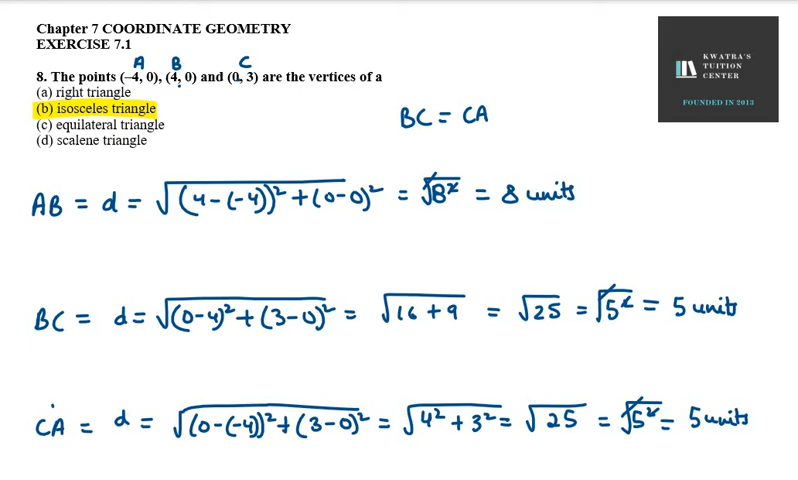 Chapter 7 COORDINATE GEOMETRY
EXERCISE 7.1
A B C
8. The points (–4, 0), (4, 0) and (0, 3) are the vertices of a
(a) right triangle
(b) isosceles triangle
(c) equilateral triangle
(d) scalene triangle
KWATRA'S
TUITION
CENTER
FOUNDED IN 2013
BC = CA
AB = d = √(4-(-4))² + (0-0)² = √8² = 8 units
BC = d = √(0-4)² + (3-0)² = √16+9 = √25 = √5² = 5 units
CA = d = √(0-(-4))² + (3-0)² = √4² + 3² = √25 = √5² = 5 units